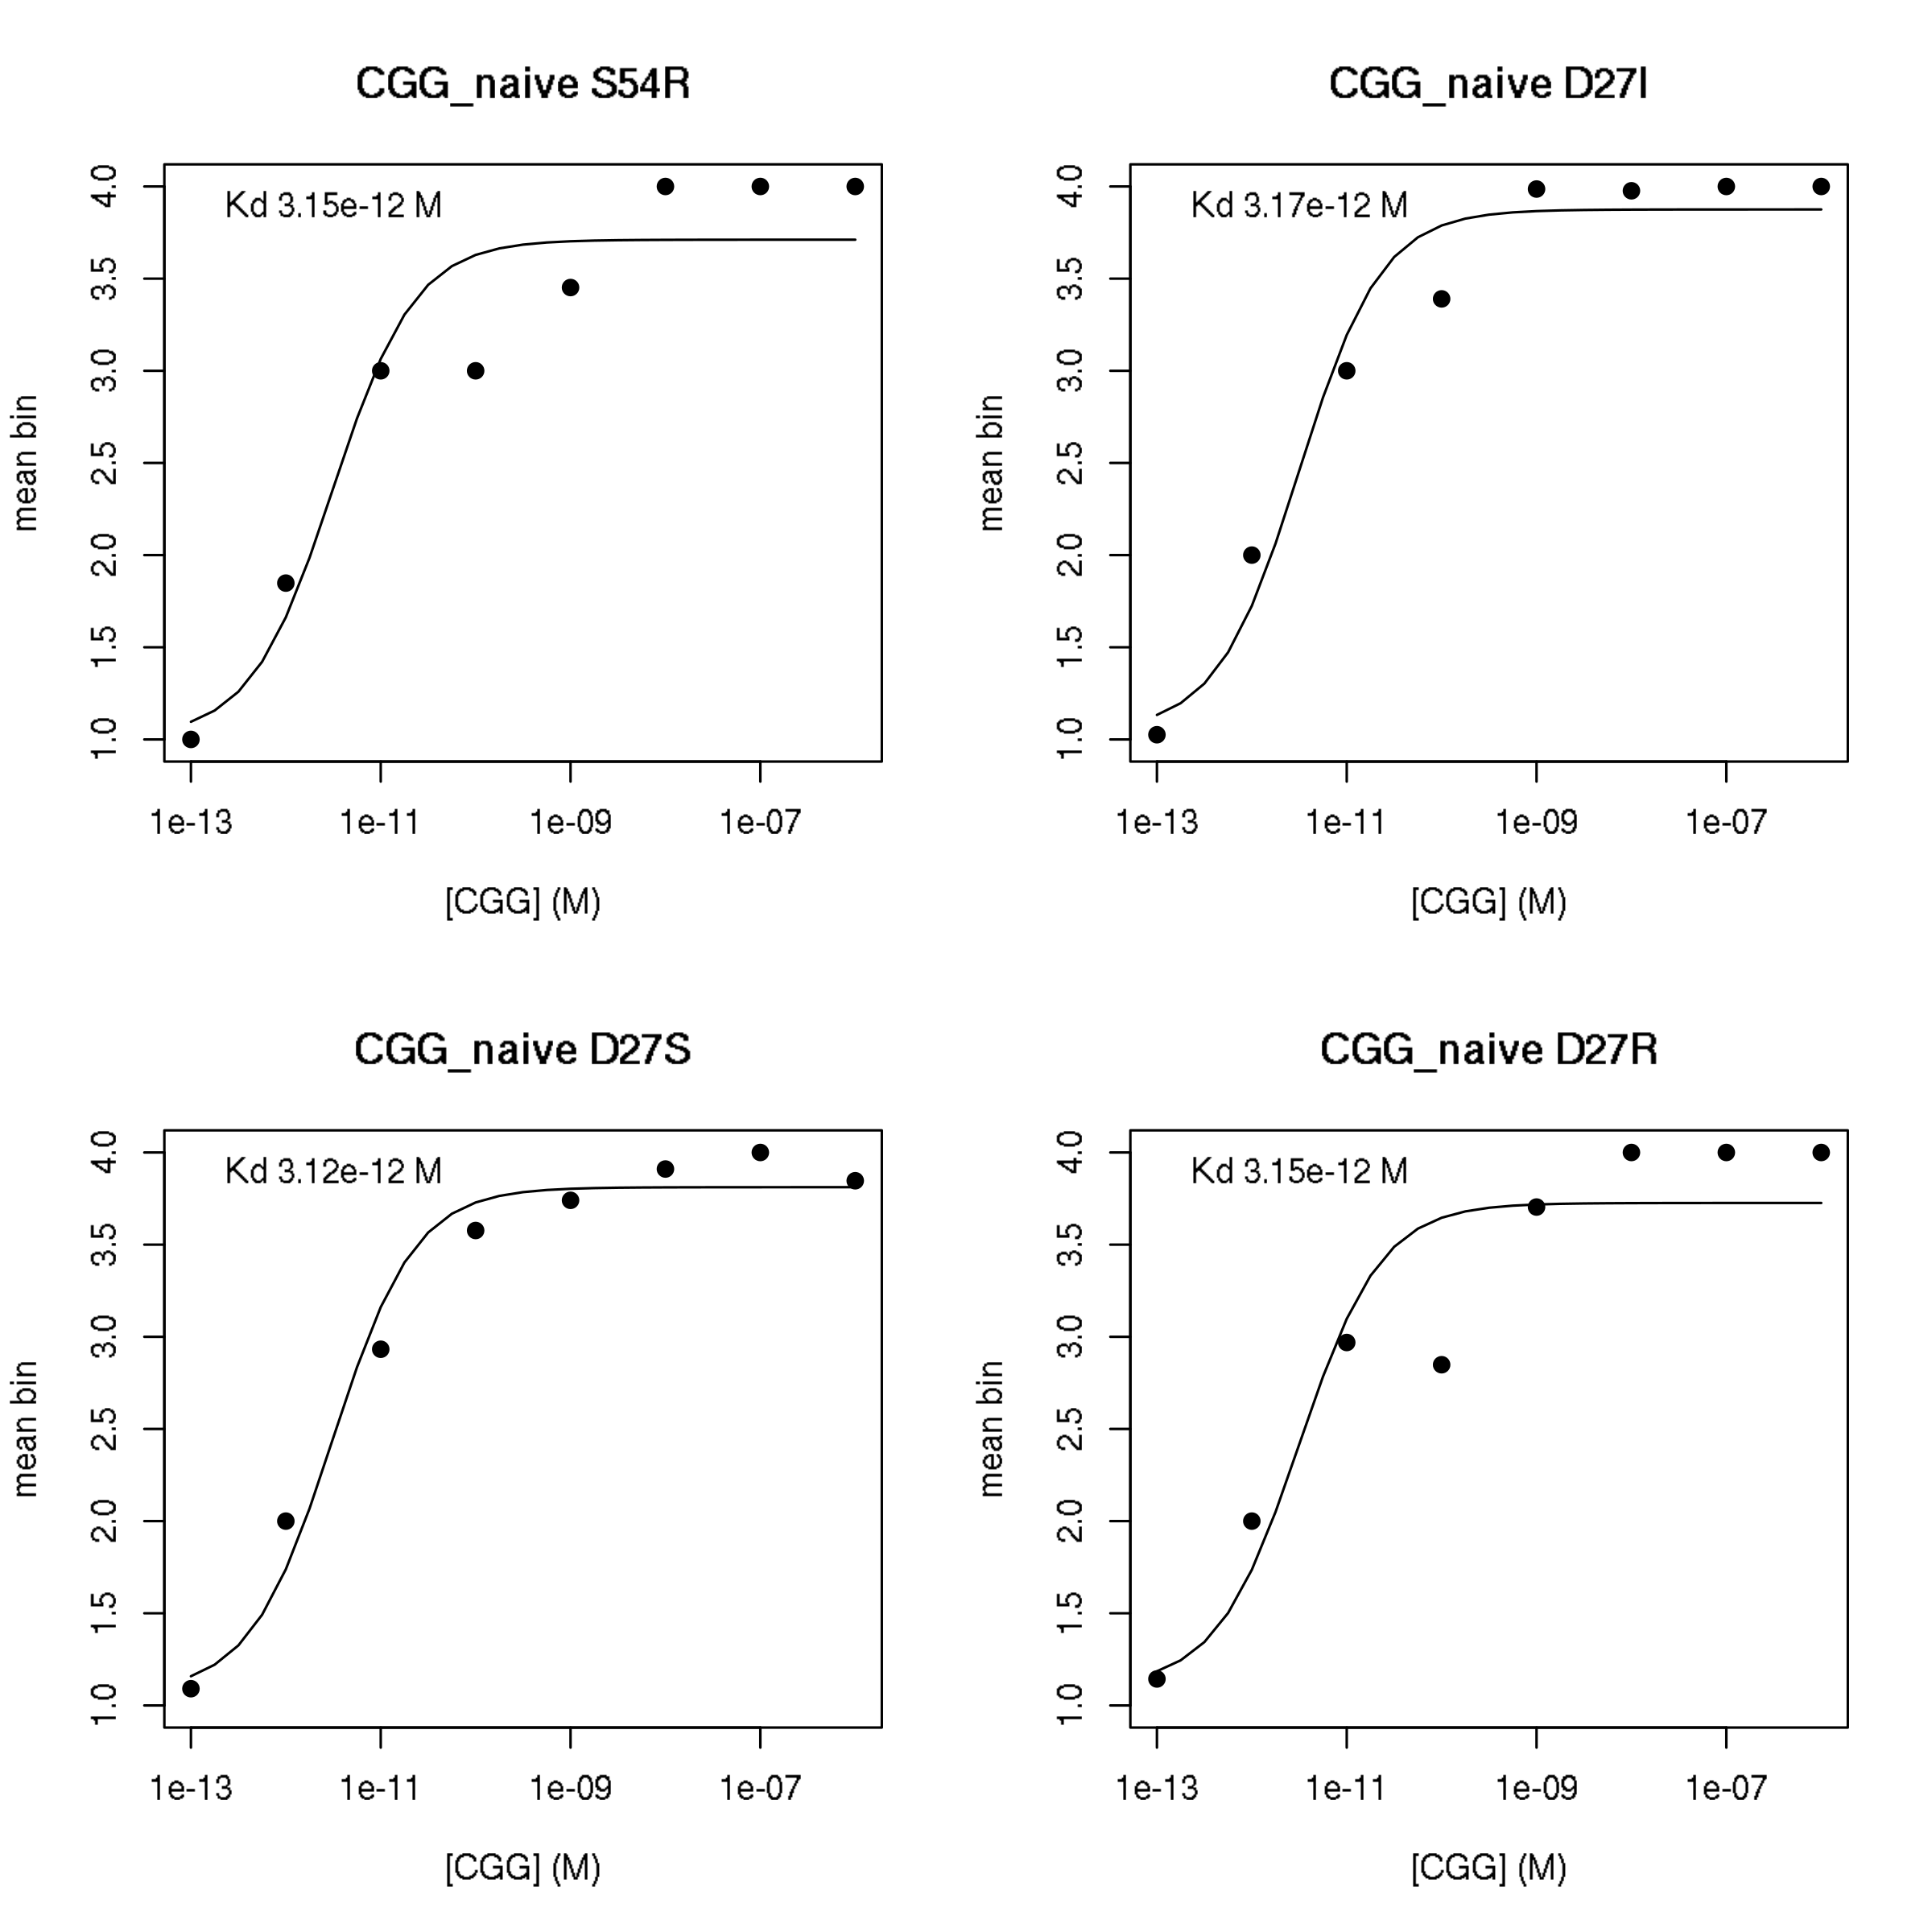 CGG_naive S54R
Kd 3.15e-12 M
mean bin
4.0
3.5
3.0
2.5
2.0
1.5
1.0
1e-13 1e-11 1e-09 1e-07
[CGG] (M)
CGG_naive D27I
Kd 3.17e-12 M
mean bin
4.0
3.5
3.0
2.5
2.0
1.5
1.0
1e-13 1e-11 1e-09 1e-07
[CGG] (M)
CGG_naive D27S
Kd 3.12e-12 M
mean bin
4.0
3.5
3.0
2.5
2.0
1.5
1.0
1e-13 1e-11 1e-09 1e-07
[CGG] (M)
CGG_naive D27R
Kd 3.15e-12 M
mean bin
4.0
3.5
3.0
2.5
2.0
1.5
1.0
1e-13 1e-11 1e-09 1e-07
[CGG] (M)